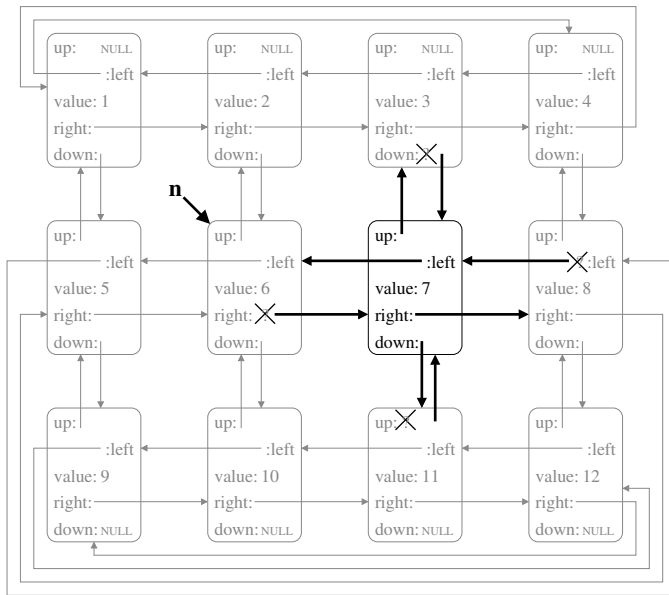 up: NULL
:left
value: 1
right:
down:
up: NULL
:left
value: 2
right:
down:
up: NULL
:left
value: 3
right:
down:
up: NULL
:left
value: 4
right:
down:
n
up:
:left
value: 5
right:
down:
up:
:left
value: 6
right:
down:
up:
:left
value: 7
right:
down:
up:
:left
value: 8
right:
down:
up:
:left
value: 9
right:
down: NULL
up:
:left
value: 10
right:
down: NULL
up:
:left
value: 11
right:
down: NULL
up:
:left
value: 12
right:
down: NULL